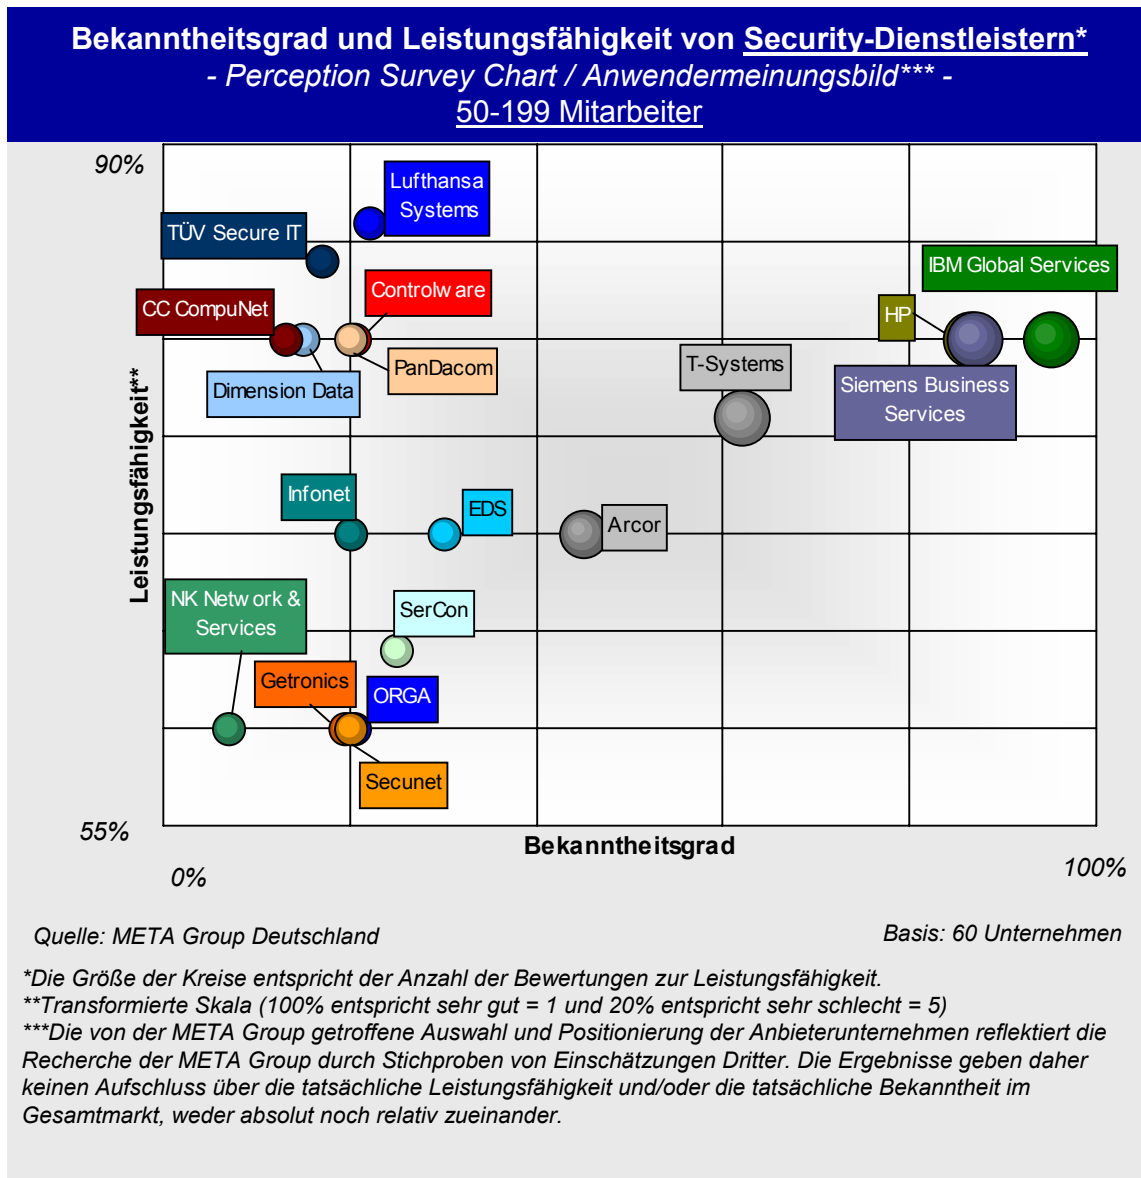 Bekanntheitsgrad und Leistungsfähigkeit von Security-Dienstleistern*
- Perception Survey Chart / Anwendermeinungsbild*** -
50-199 Mitarbeiter
90%
Lufthansa
Systems
TÜV Secure IT
IBM Global Services
Controlware
CC CompuNet
HP
T-Systems
PanDacom
Dimension Data
Siemens Business
Services
Leistungsfähigkeit**
Infonet
EDS
Arcor
NK Network &
Services
SerCon
Getronics
ORGA
Secunet
55%
Bekanntheitsgrad
0%
100%
Quelle: META Group Deutschland
Basis: 60 Unternehmen
*Die Größe der Kreise entspricht der Anzahl der Bewertungen zur Leistungsfähigkeit.
**Transformierte Skala (100% entspricht sehr gut = 1 und 20% entspricht sehr schlecht = 5)
***Die von der META Group getroffene Auswahl und Positionierung der Anbieterunternehmen reflektiert die
Recherche der META Group durch Stichproben von Einschätzungen Dritter. Die Ergebnisse geben daher
keinen Aufschluss über die tatsächliche Leistungsfähigkeit und/oder die tatsächliche Bekanntheit im
Gesamtmarkt, weder absolut noch relativ zueinander.